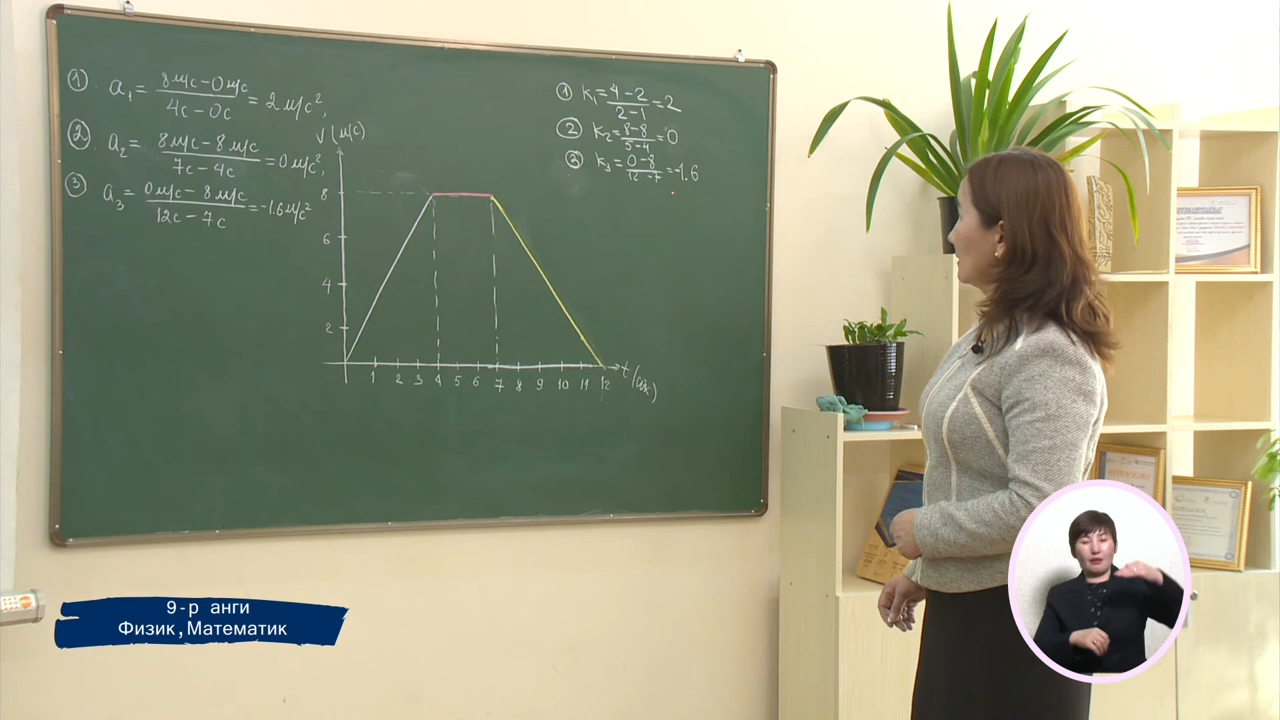 ① a₁ = (8м/с – 0м/с)/(4с – 0с) = 2 м/с²,
② a₂ = (8м/с – 8м/с)/(7с – 4с) = 0 м/с²,
③ a₃ = (0м/с – 8м/с)/(12с – 7с) = –1.6 м/с²
① k₁ = (4 – 2)/(2 – 1) = 2
② k₂ = (8 – 8)/(5 – 4) = 0
③ k₃ = (0 – 8)/(12 – 7) = –1.6
V (м/с)
8
6
4
2
1 2 3 4 5 6 7 8 9 10 11 12
9-р анги
Физик, Математик